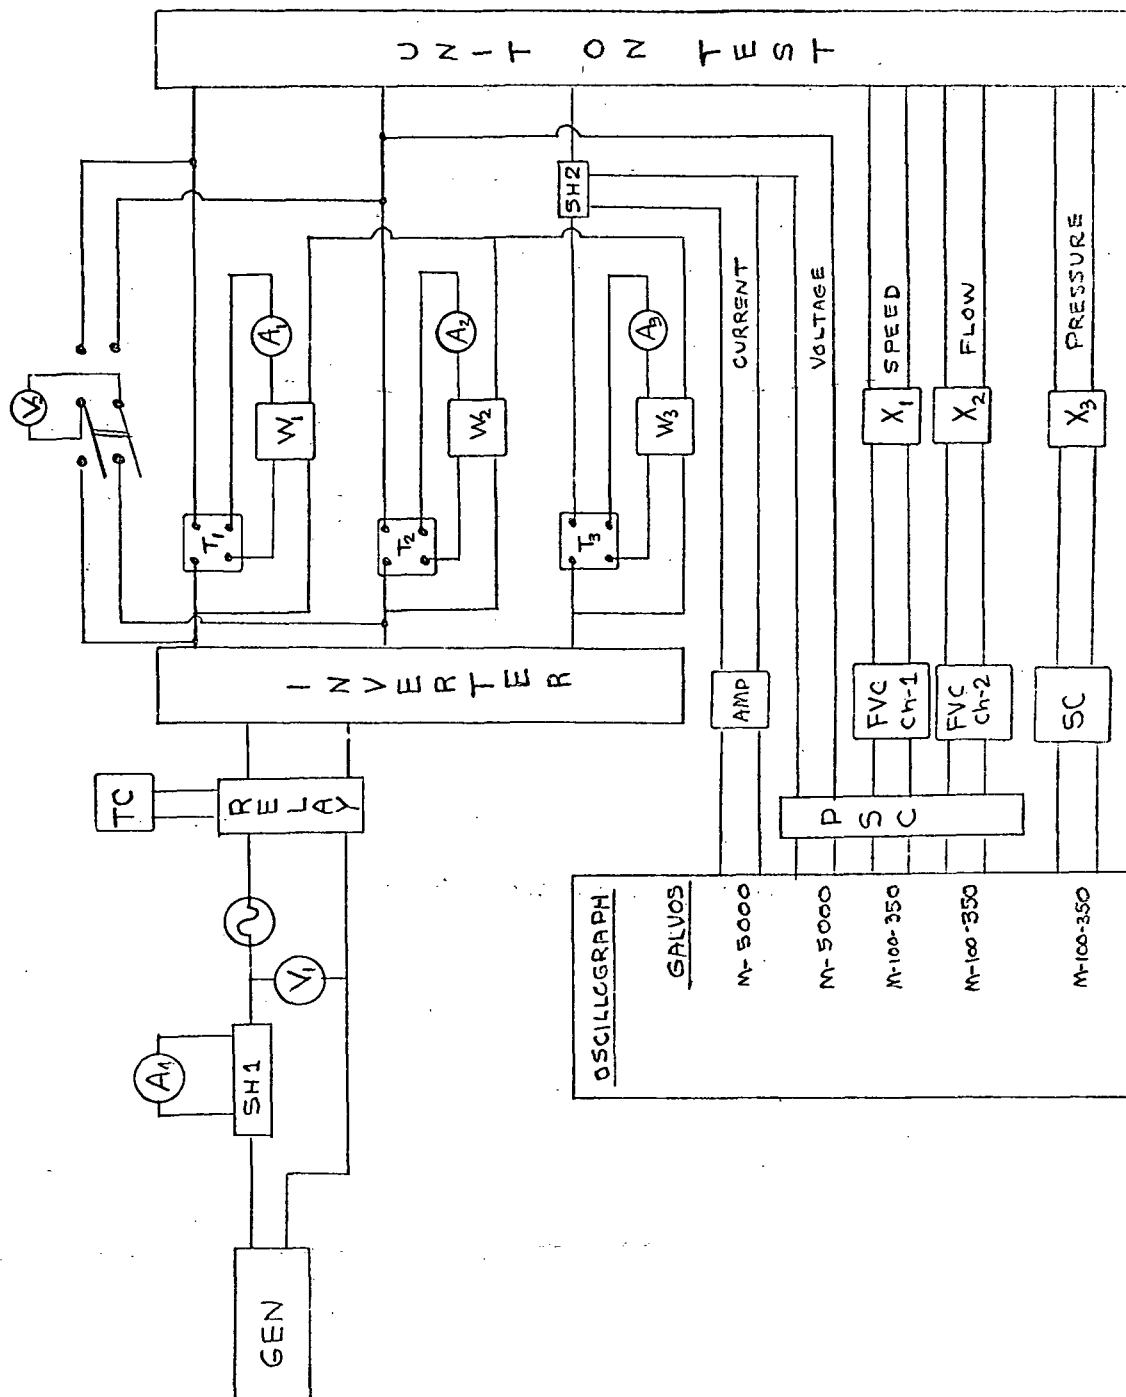 UNIT ON TEST
V2
A1
A2
A3
W1
W2
W3
T1
T2
T3
SH2
CURRENT
VOLTAGE
SPEED
FLOW
PRESSURE
X1
X2
X3
INVERTER
AMP
FVC
Ch-1
FVC
Ch-2
SC
TC
RELAY
PSC
V1
A1
SH1
GEN
OSCILLOGRAPH
GALVOS
M-5000
M-5000
M-100-350
M-100-350
M-100-350